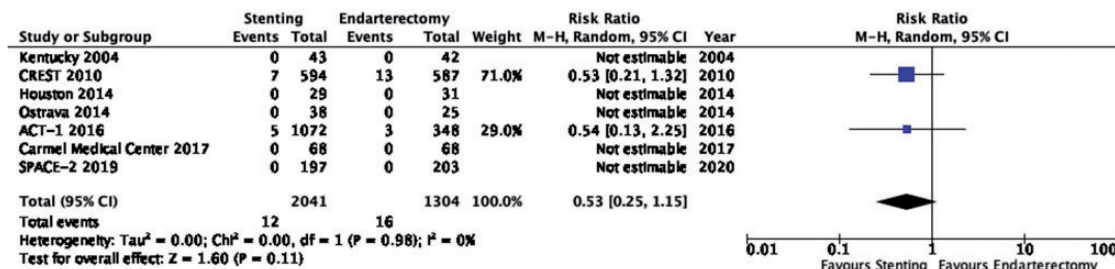 Stenting Endarterectomy Risk Ratio Risk Ratio
Study or Subgroup Events Total Events Total Weight M-H, Random, 95% CI Year M-H, Random, 95% CI
Kentucky 2004 0 43 0 42 Not estimable 2004
CREST 2010 7 594 13 587 71.0% 0.53 [0.21, 1.32] 2010
Houston 2014 0 29 0 31 Not estimable 2014
Ostrava 2014 0 38 0 25 Not estimable 2014
ACT-1 2016 5 1072 3 348 29.0% 0.54 [0.13, 2.25] 2016
Carmel Medical Center 2017 0 68 0 68 Not estimable 2017
SPACE-2 2019 0 197 0 203 Not estimable 2020
Total (95% CI) 2041 1304 100.0% 0.53 [0.25, 1.15]
Total events 12 16
Heterogeneity: Tau² = 0.00; Chi² = 0.00, df = 1 (P = 0.98); I² = 0%
Test for overall effect: Z = 1.60 (P = 0.11)
0.01 0.1 1 10 100
Favours Stenting Favours Endarterectomy